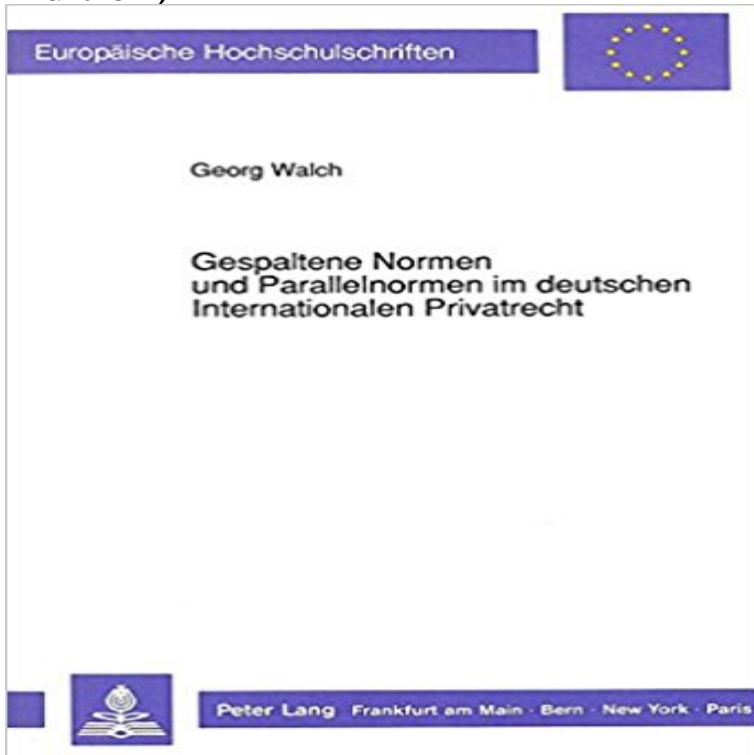 Europäische Hochschulschriften
Georg Walch
Gespaltene Normen
und Parallelnormen im deutschen
Internationalen Privatrecht
Peter Lang Frankfurt am Main · Bern · New York · Paris